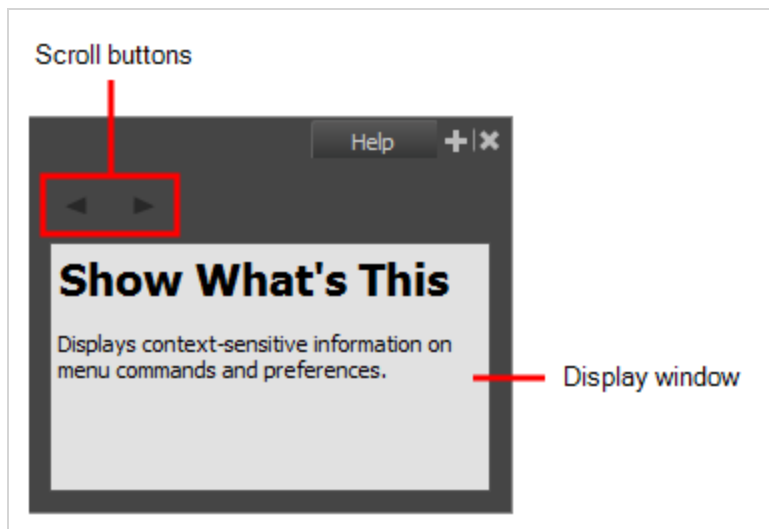 Scroll buttons
Help
Show What's This
Displays context-sensitive information on
menu commands and preferences.
Display window